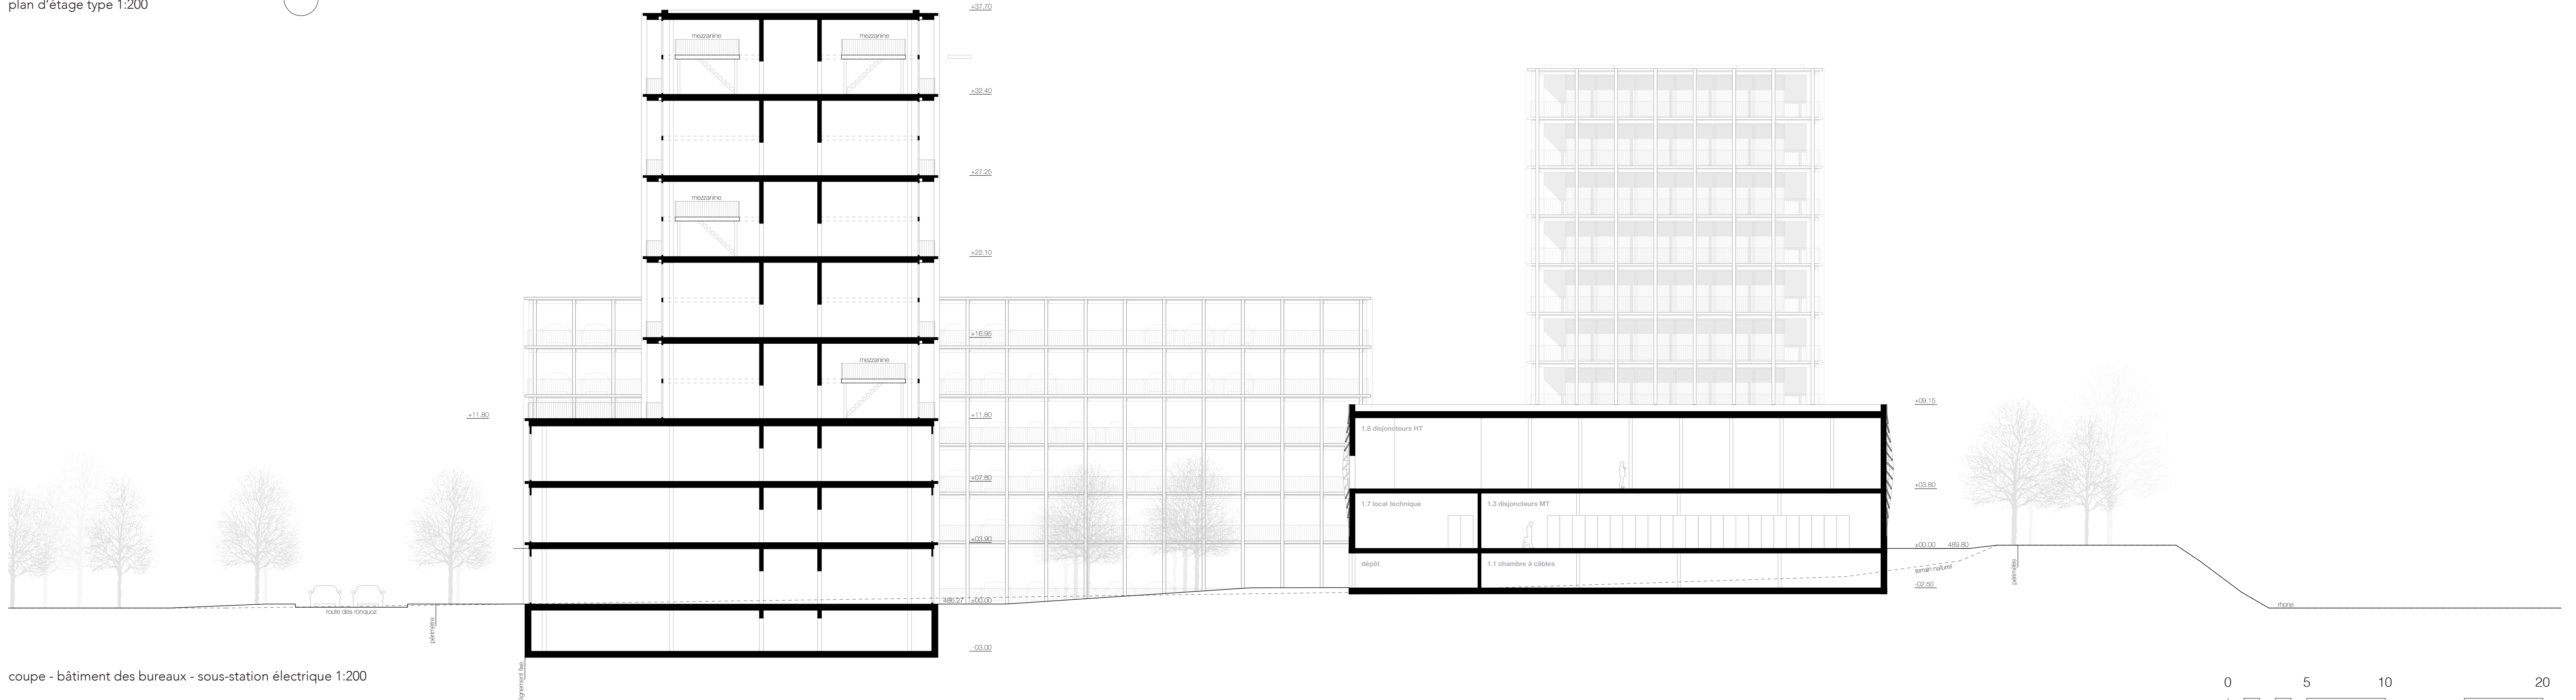 plan d'étage type 1:200
+37.70
mezzanine
mezzanine
+32.40
+27.25
mezzanine
+22.10
+16.95
mezzanine
+11.80
+11.80
+09.15
1.8 disjoncteurs HT
+07.80
+03.80
1.7 local technique
1.3 disjoncteurs MT
+03.90
±00.00 489.80
dépôt
1.1 chambre à câbles
terrain naturel
périmètre
-02.50
486.27 ±00.00
route des ronquoz
rhone
périmètre
-03.00
alignement fixe
coupe - bâtiment des bureaux - sous-station électrique 1:200
0 5 10 20